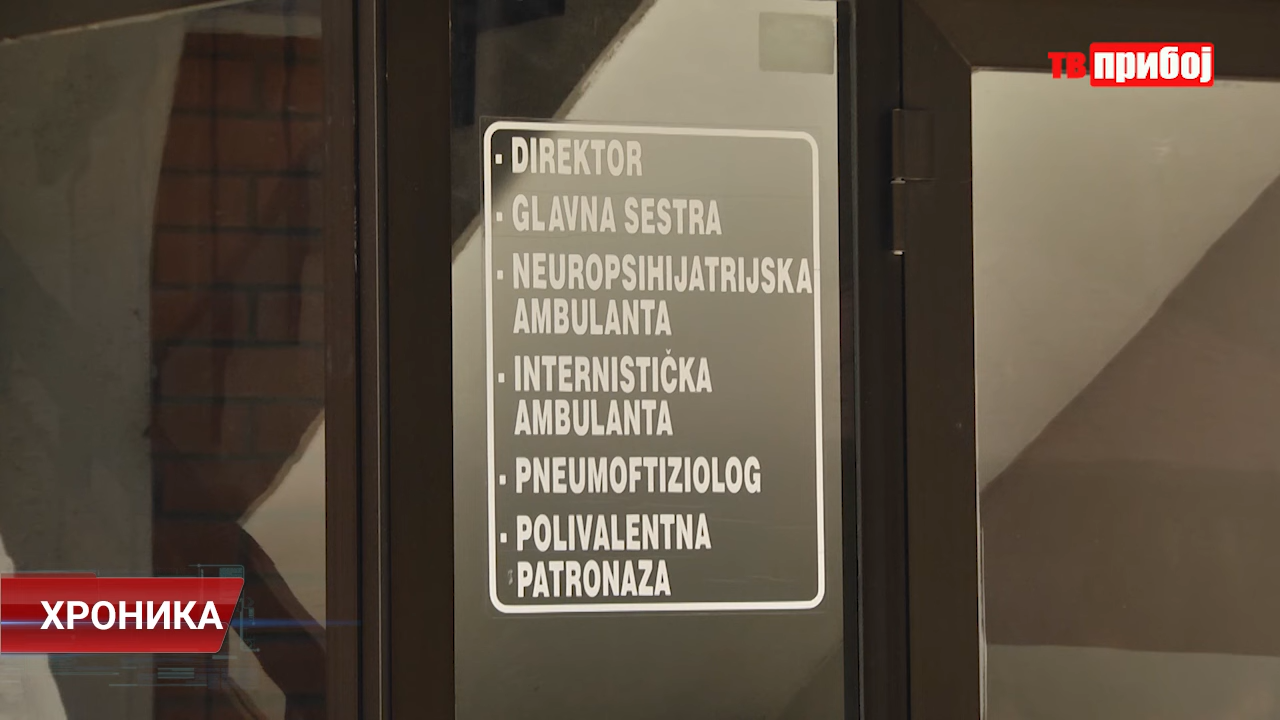 ТВ прибој
· DIREKTOR
· GLAVNA SESTRA
· NEUROPSIHIJATRIJSKA
AMBULANTA
· INTERNISTIČKA
AMBULANTA
· PNEUMOFTIZIOLOG
· POLIVALENTNA
PATRONAZA
ХРОНИКА